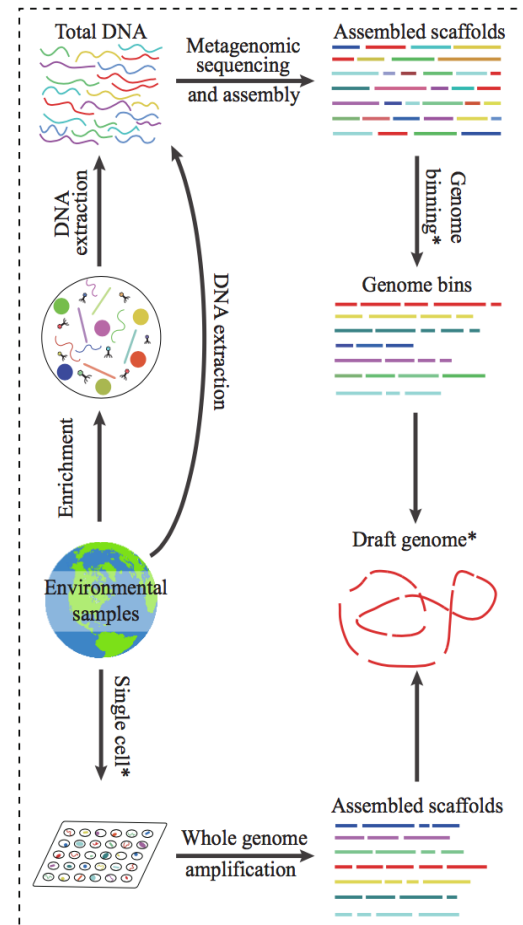 Total DNA
Metagenomic
sequencing
and assembly
Assembled scaffolds
DNA
extraction
DNA extraction
Genome
binning*
Genome bins
Enrichment
Draft genome*
Environmental
samples
Single cell*
Whole genome
amplification
Assembled scaffolds